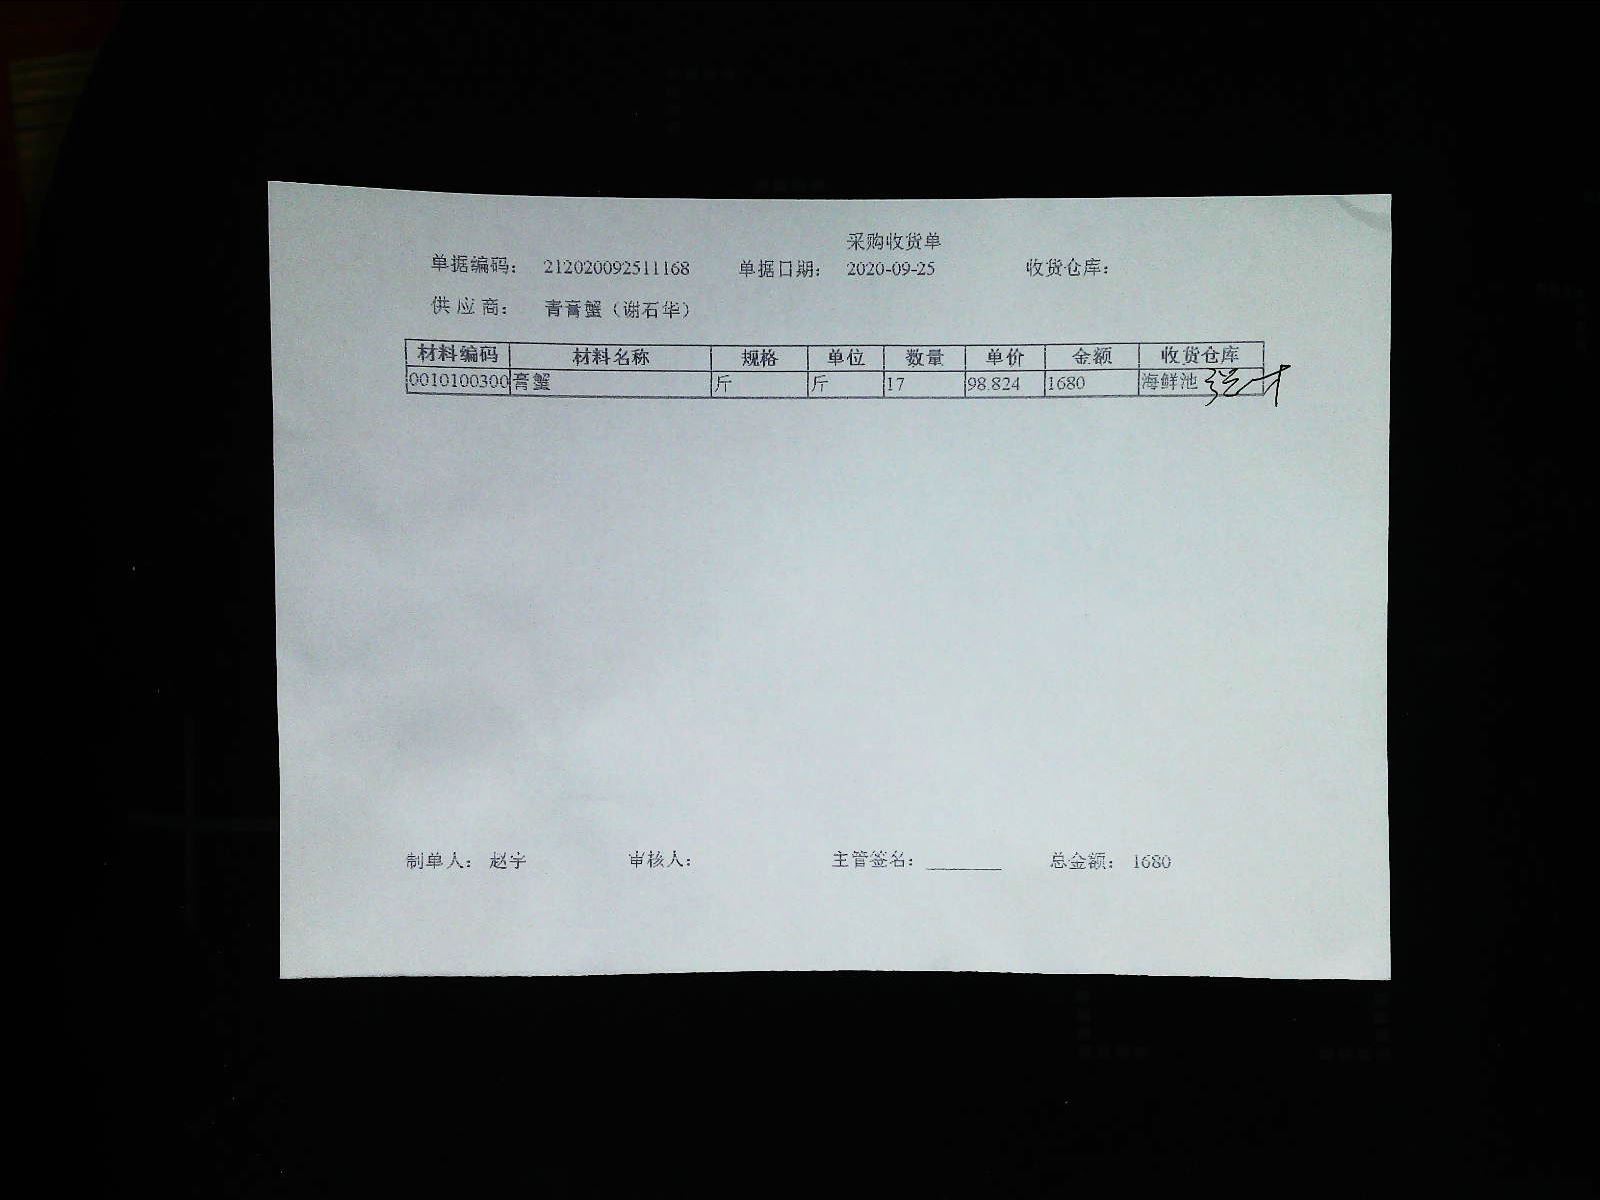 采购收货单
单据编码： 212020092511168 单据日期： 2020-09-25 收货仓库：
供应商： 青膏蟹（谢石华）
材料编码 材料名称 规格 单位 数量 单价 金额 收货仓库
0010100300 膏蟹 斤 斤 17 98.824 1680 海鲜池
制单人： 赵宇 审核人： 主管签名： 总金额： 1680